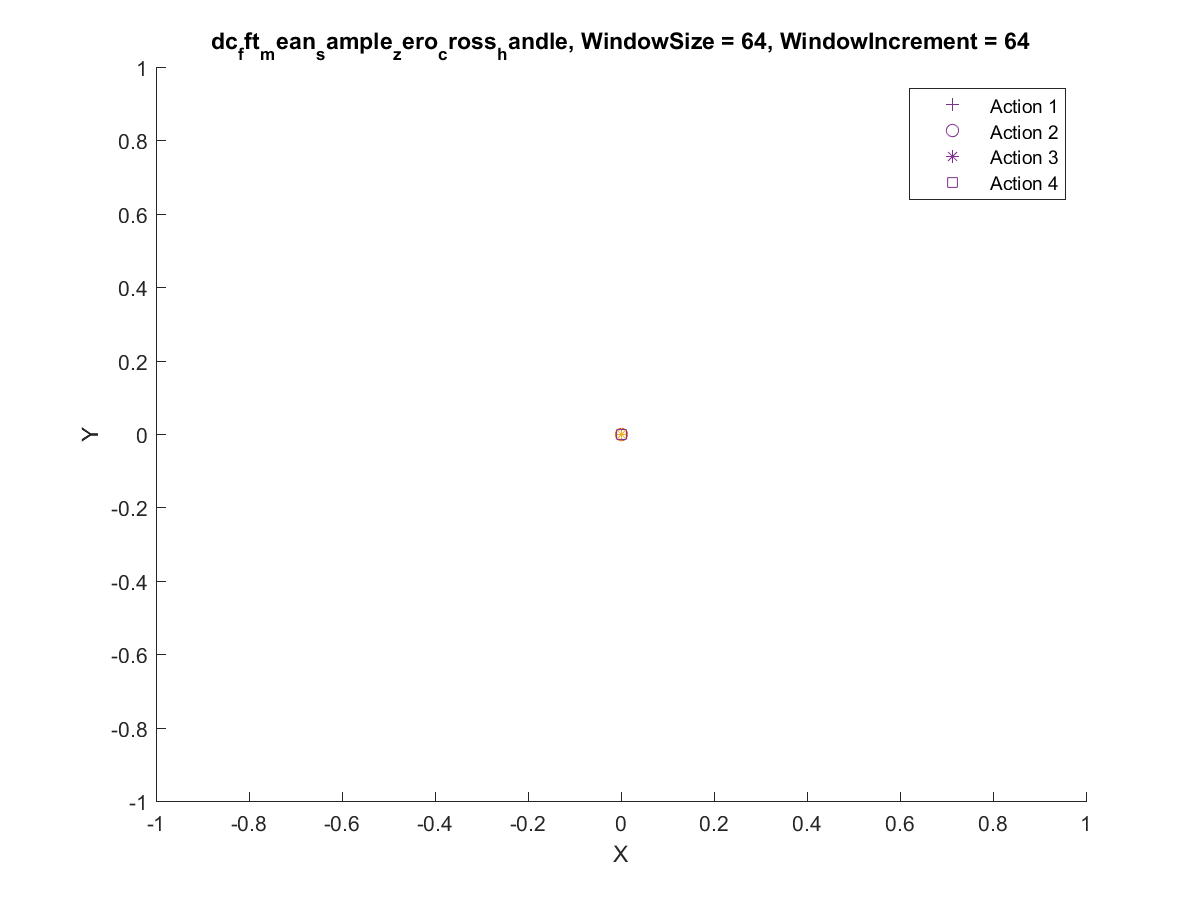 dc_fft_mean_sample_zero_cross_handle, WindowSize = 64, WindowIncrement = 64
Action 1
Action 2
Action 3
Action 4
1
0.8
0.6
0.4
0.2
0
-0.2
-0.4
-0.6
-0.8
-1
Y
-1 -0.8 -0.6 -0.4 -0.2 0 0.2 0.4 0.6 0.8 1
X